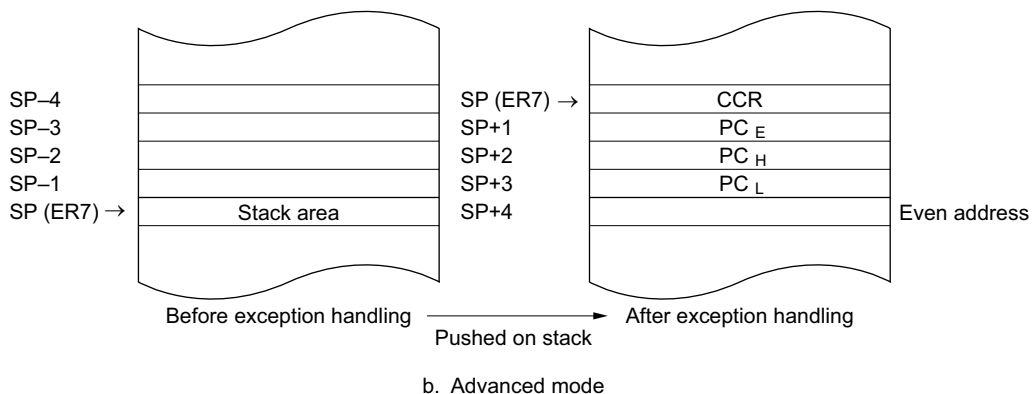 SP–4
SP–3
SP–2
SP–1
SP (ER7) →
Stack area
Before exception handling
Pushed on stack
SP (ER7) →
SP+1
SP+2
SP+3
SP+4
CCR
PC E
PC H
PC L
Even address
After exception handling
b. Advanced mode